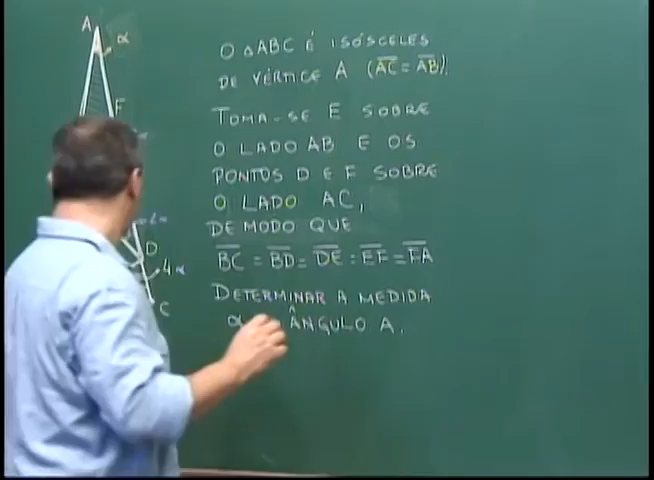 A
α
F
D
4α
C
O △ABC É ISÓSCELES
DE VÉRTICE A (AC = AB).
TOMA-SE E SOBRE
O LADO AB E OS
PONTOS D E F SOBRE
O LADO AC,
DE MODO QUE
BC = BD = DE = EF = FA
DETERMINAR A MEDIDA
α ÂNGULO A.